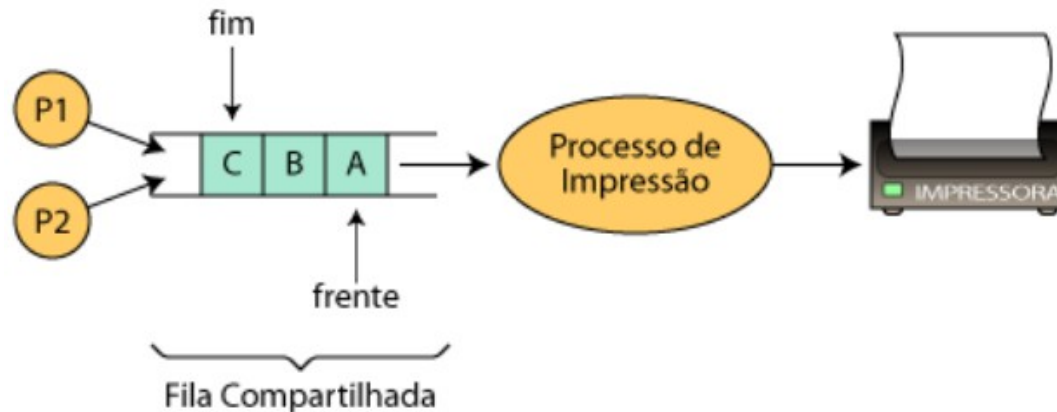 fim
P1
P2
C B A
frente
Fila Compartilhada
Processo de
Impressão
IMPRESSORA